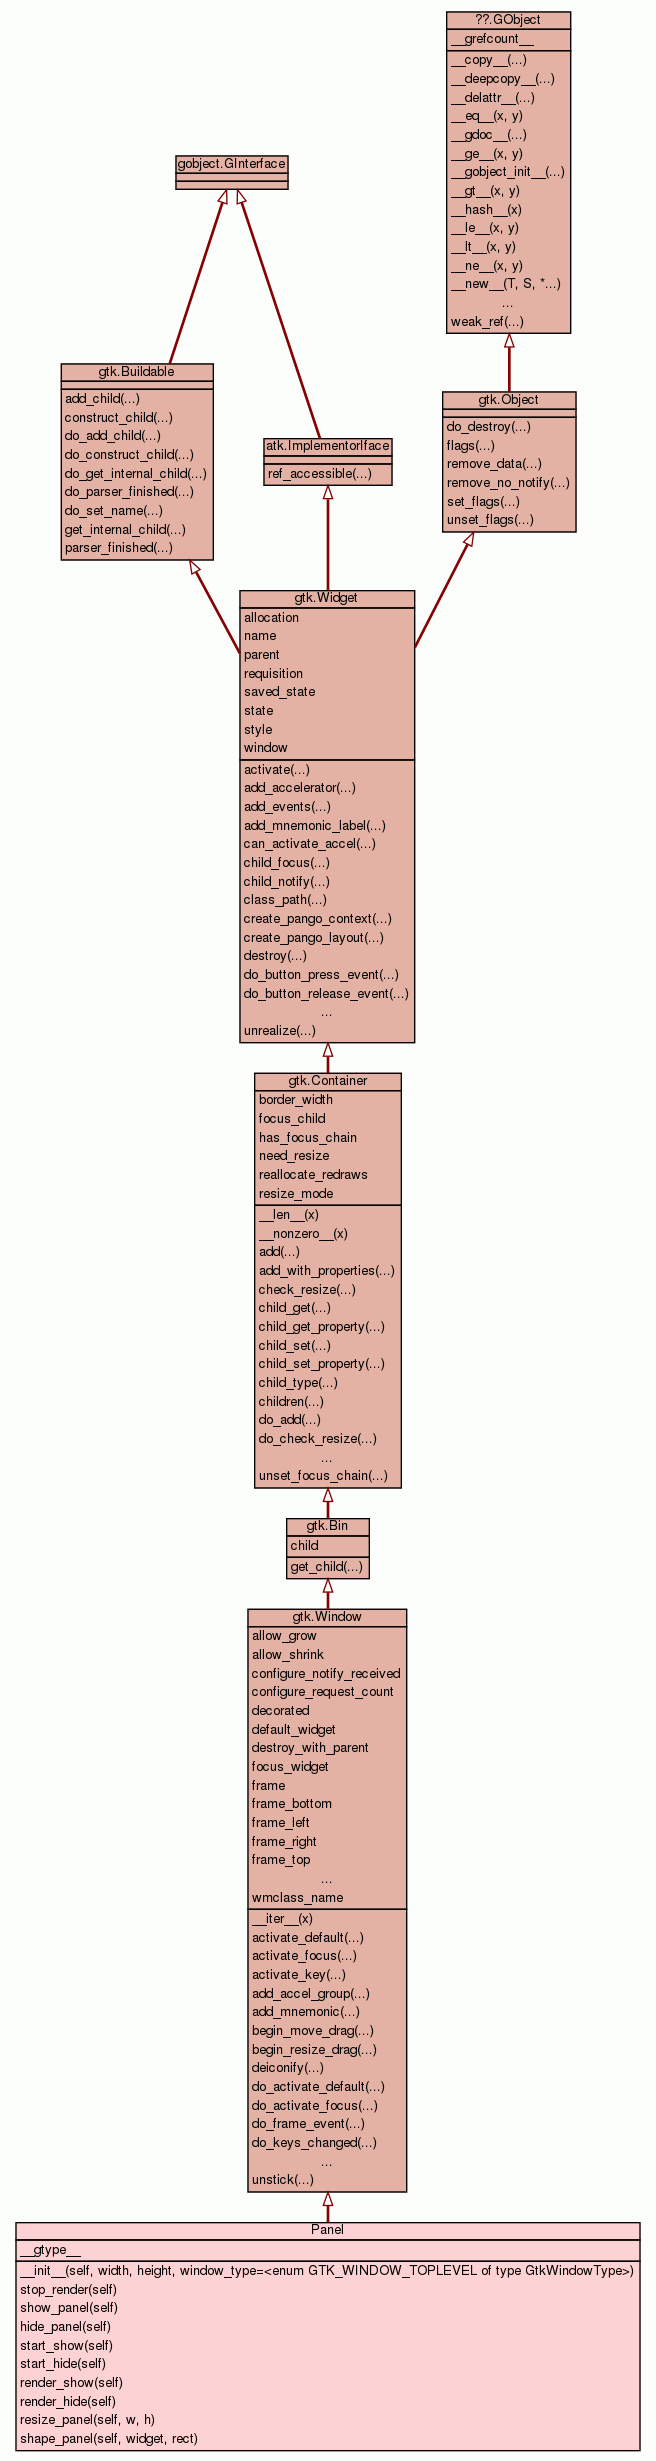 ??.GObject
__grefcount__
__copy__(...)
__deepcopy__(...)
__delattr__(...)
__eq__(x, y)
__gdoc__(...)
__ge__(x, y)
__gobject_init__(...)
__gt__(x, y)
__hash__(x)
__le__(x, y)
__lt__(x, y)
__ne__(x, y)
__new__(T, S, *...)
...
weak_ref(...)
gobject.GInterface
gtk.Buildable
add_child(...)
construct_child(...)
do_add_child(...)
do_construct_child(...)
do_get_internal_child(...)
do_parser_finished(...)
do_set_name(...)
get_internal_child(...)
parser_finished(...)
atk.ImplementorIface
ref_accessible(...)
gtk.Object
do_destroy(...)
flags(...)
remove_data(...)
remove_no_notify(...)
set_flags(...)
unset_flags(...)
gtk.Widget
allocation
name
parent
requisition
saved_state
state
style
window
activate(...)
add_accelerator(...)
add_events(...)
add_mnemonic_label(...)
can_activate_accel(...)
child_focus(...)
child_notify(...)
class_path(...)
create_pango_context(...)
create_pango_layout(...)
destroy(...)
do_button_press_event(...)
do_button_release_event(...)
...
unrealize(...)
gtk.Container
border_width
focus_child
has_focus_chain
need_resize
reallocate_redraws
resize_mode
__len__(x)
__nonzero__(x)
add(...)
add_with_properties(...)
check_resize(...)
child_get(...)
child_get_property(...)
child_set(...)
child_set_property(...)
child_type(...)
children(...)
do_add(...)
do_check_resize(...)
...
unset_focus_chain(...)
gtk.Bin
child
get_child(...)
gtk.Window
allow_grow
allow_shrink
configure_notify_received
configure_request_count
decorated
default_widget
destroy_with_parent
focus_widget
frame
frame_bottom
frame_left
frame_right
frame_top
...
wmclass_name
__iter__(x)
activate_default(...)
activate_focus(...)
activate_key(...)
add_accel_group(...)
add_mnemonic(...)
begin_move_drag(...)
begin_resize_drag(...)
deiconify(...)
do_activate_default(...)
do_activate_focus(...)
do_frame_event(...)
do_keys_changed(...)
...
unstick(...)
Panel
__gtype__
__init__(self, width, height, window_type=<enum GTK_WINDOW_TOPLEVEL of type GtkWindowType>)
stop_render(self)
show_panel(self)
hide_panel(self)
start_show(self)
start_hide(self)
render_show(self)
render_hide(self)
resize_panel(self, w, h)
shape_panel(self, widget, rect)